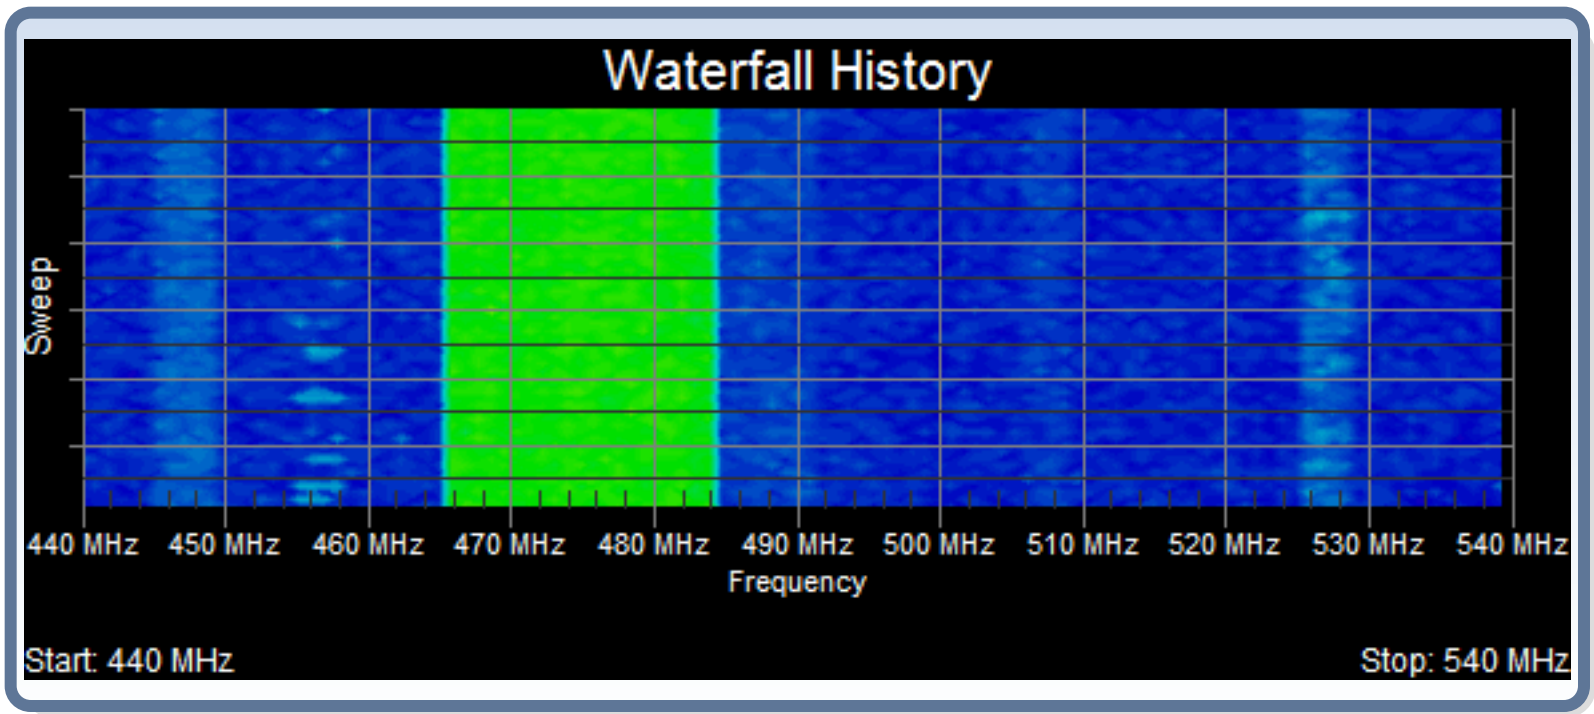 Waterfall History
Sweep
440 MHz 450 MHz 460 MHz 470 MHz 480 MHz 490 MHz 500 MHz 510 MHz 520 MHz 530 MHz 540 MHz
Frequency
Start: 440 MHz Stop: 540 MHz